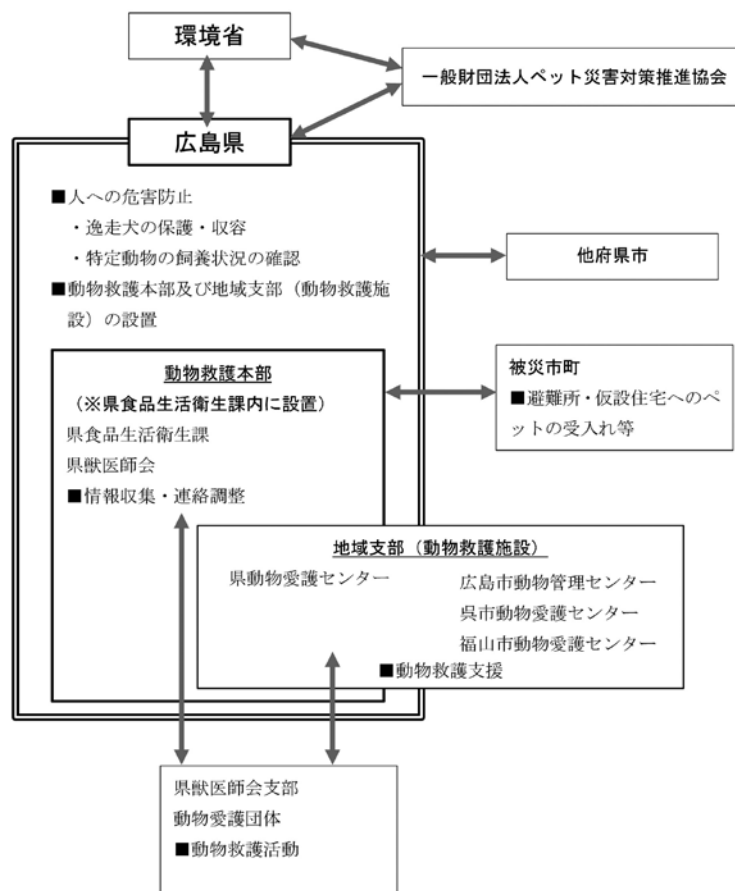 環境省
一般財団法人ペット災害対策推進協会
広島県
■人への危害防止
・逸走犬の保護・収容
・特定動物の飼養状況の確認
■動物救護本部及び地域支部（動物救護施
設）の設置
他府県市
動物救護本部
（※県食品生活衛生課内に設置）
県食品生活衛生課
県獣医師会
■情報収集・連絡調整
被災市町
■避難所・仮設住宅へのペ
ットの受入れ等
地域支部（動物救護施設）
県動物愛護センター
広島市動物管理センター
呉市動物愛護センター
福山市動物愛護センター
■動物救護支援
県獣医師会支部
動物愛護団体
■動物救護活動